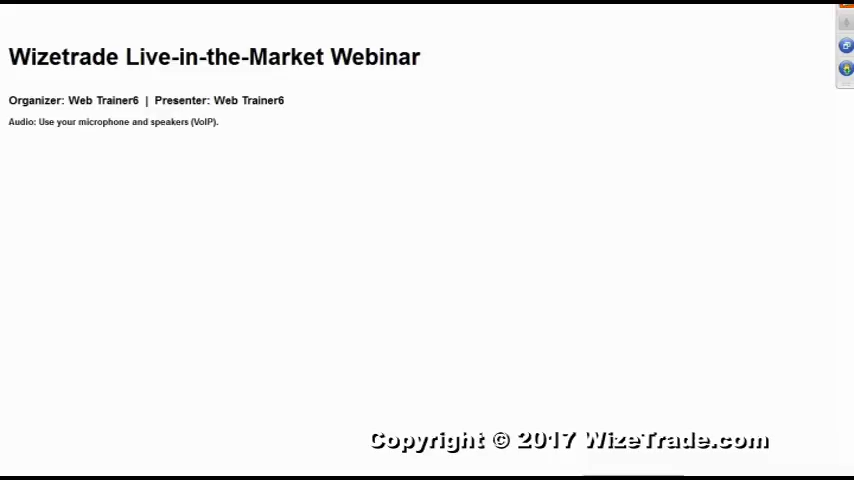 Wizetrade Live-in-the-Market Webinar
Organizer: Web Trainer6 | Presenter: Web Trainer6
Audio: Use your microphone and speakers (VoIP).
Copyright © 2017 WizeTrade.com